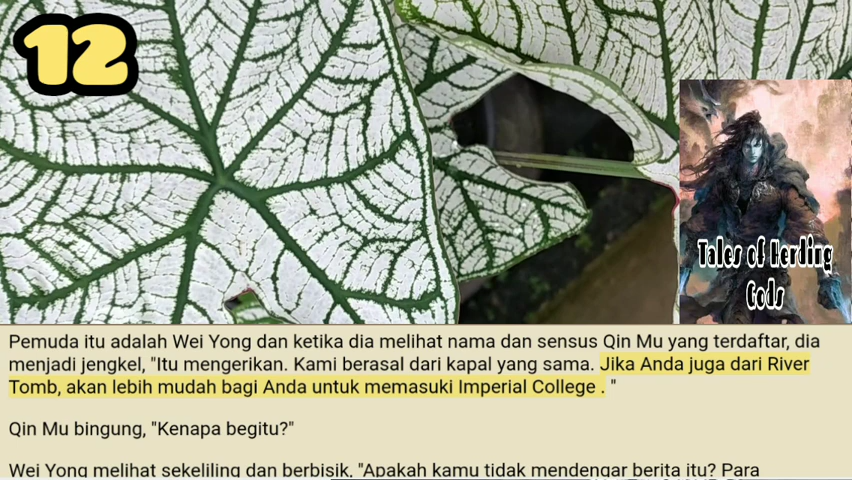 12
Tales of Herding
Gods
Pemuda itu adalah Wei Yong dan ketika dia melihat nama dan sensus Qin Mu yang terdaftar, dia
menjadi jengkel, "Itu mengerikan. Kami berasal dari kapal yang sama. Jika Anda juga dari River
Tomb, akan lebih mudah bagi Anda untuk memasuki Imperial College . "
Qin Mu bingung, "Kenapa begitu?"
Wei Yong melihat sekeliling dan berbisik, "Apakah kamu tidak mendengar berita itu? Para